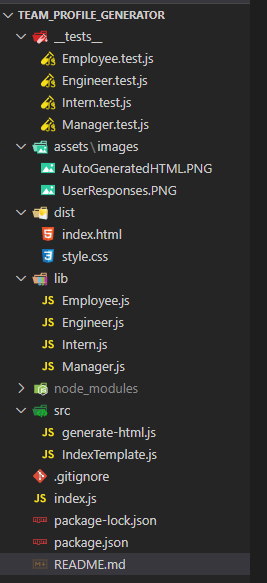 TEAM_PROFILE_GENERATOR
__tests__
Employee.test.js
Engineer.test.js
Intern.test.js
Manager.test.js
assets\images
AutoGeneratedHTML.PNG
UserResponses.PNG
dist
index.html
style.css
lib
JS Employee.js
JS Engineer.js
JS Intern.js
JS Manager.js
node_modules
src
JS generate-html.js
JS IndexTemplate.js
.gitignore
JS index.js
package-lock.json
package.json
README.md